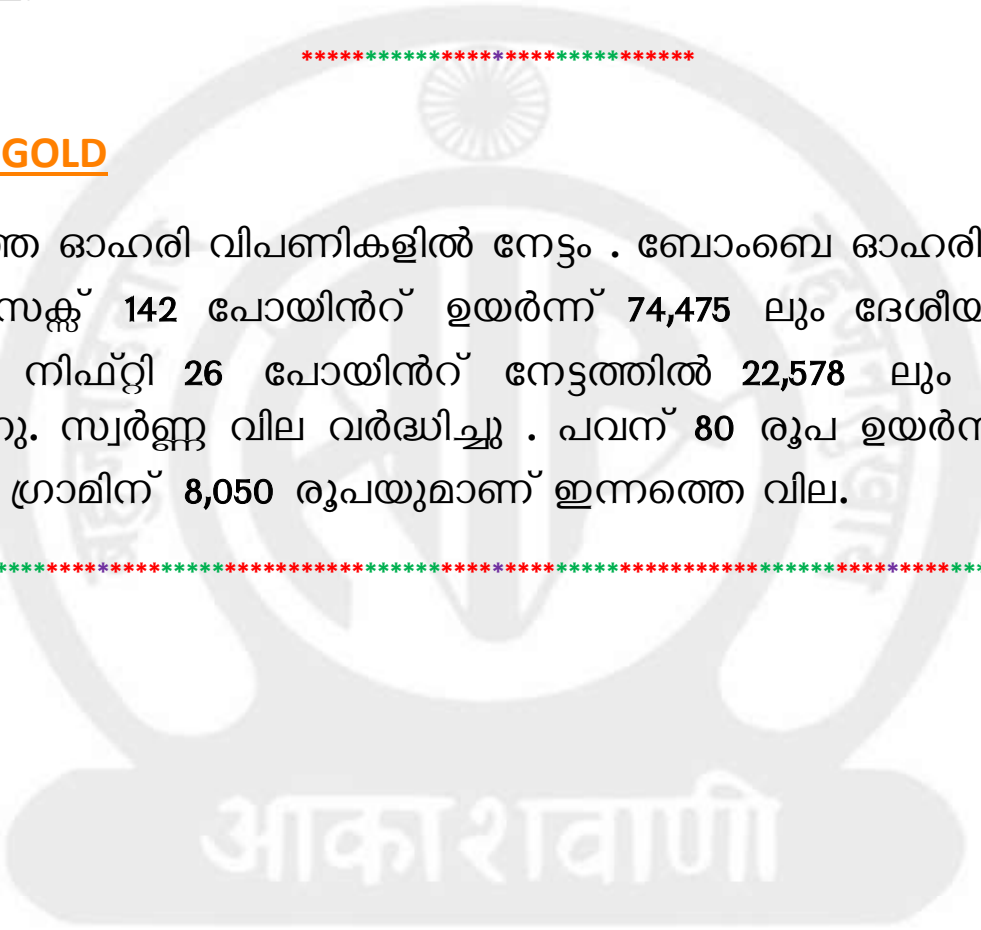 *******************************
GOLD
ത്തെ ഓഹരി വിപണികളിൽ നേട്ടം . ബോംബെ ഓഹരി
സെക്സ് 142 പോയിൻറ് ഉയർന്ന് 74,475 ലും ദേശീയ
നിഫ്റ്റി 26 പോയിൻറ് നേട്ടത്തിൽ 22,578 ലും
റു. സ്വർണ്ണ വില വർദ്ധിച്ചു . പവന് 80 രൂപ ഉയർന്ന
ഗ്രാമിന് 8,050 രൂപയുമാണ് ഇന്നത്തെ വില.
आकाशवाणी